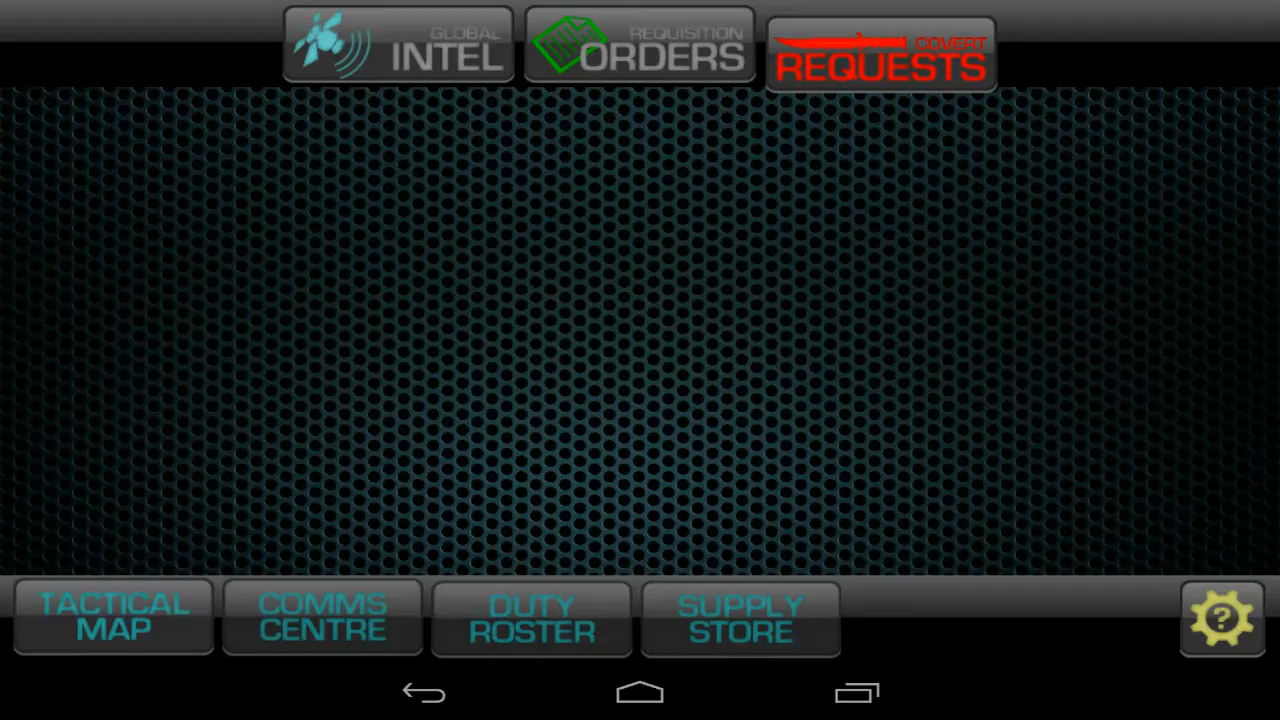 GLOBAL
INTEL
REQUISITION
ORDERS
COVERT
REQUESTS
TACTICAL
MAP
COMMS
CENTRE
DUTY
ROSTER
SUPPLY
STORE
?